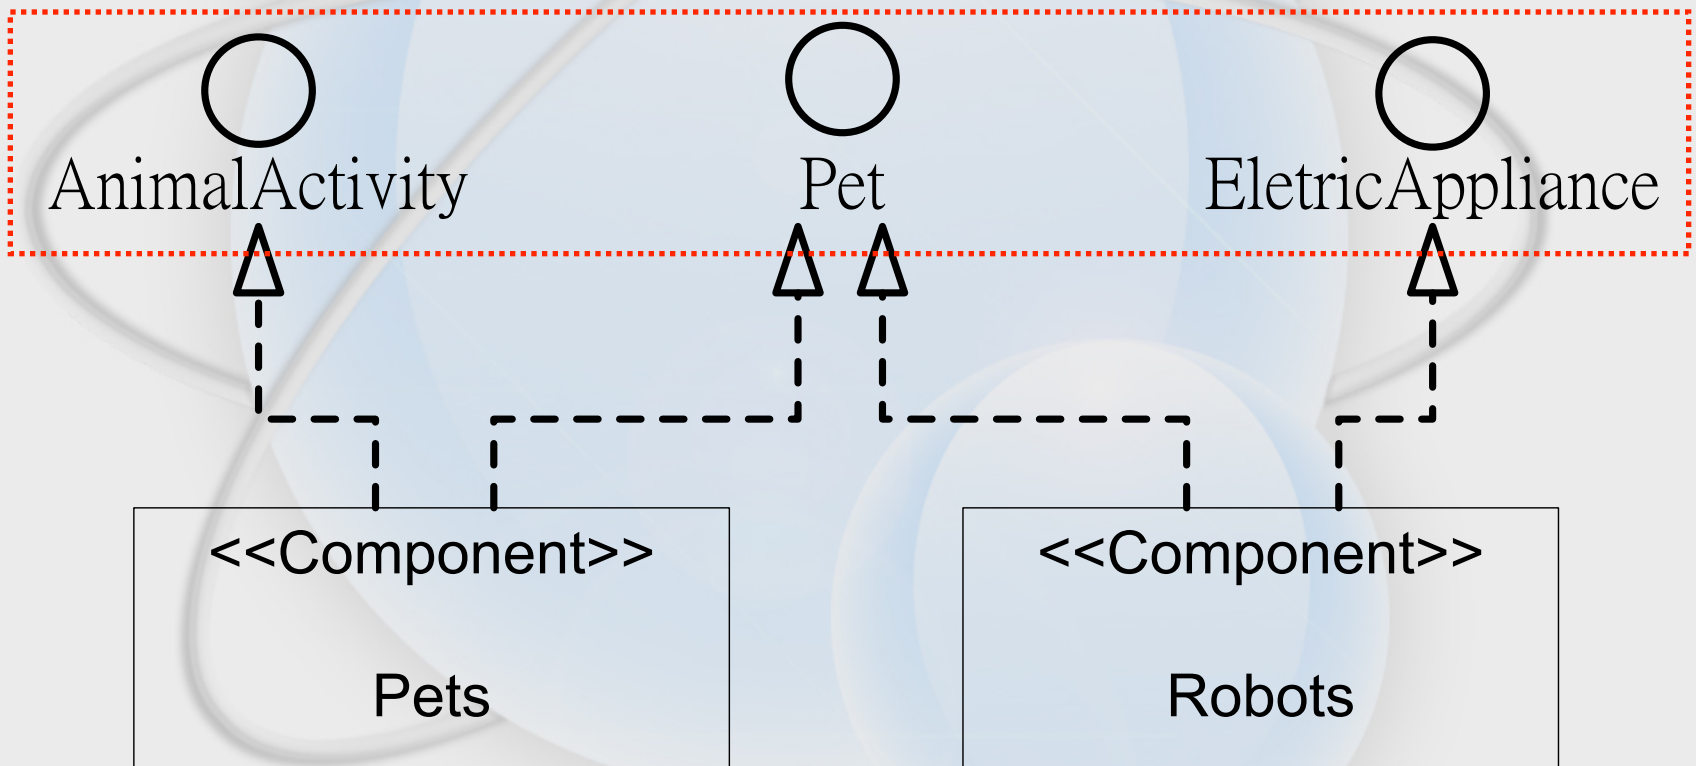 AnimalActivity
Pet
EletricAppliance
<<Component>>
<<Component>>
Pets
Robots